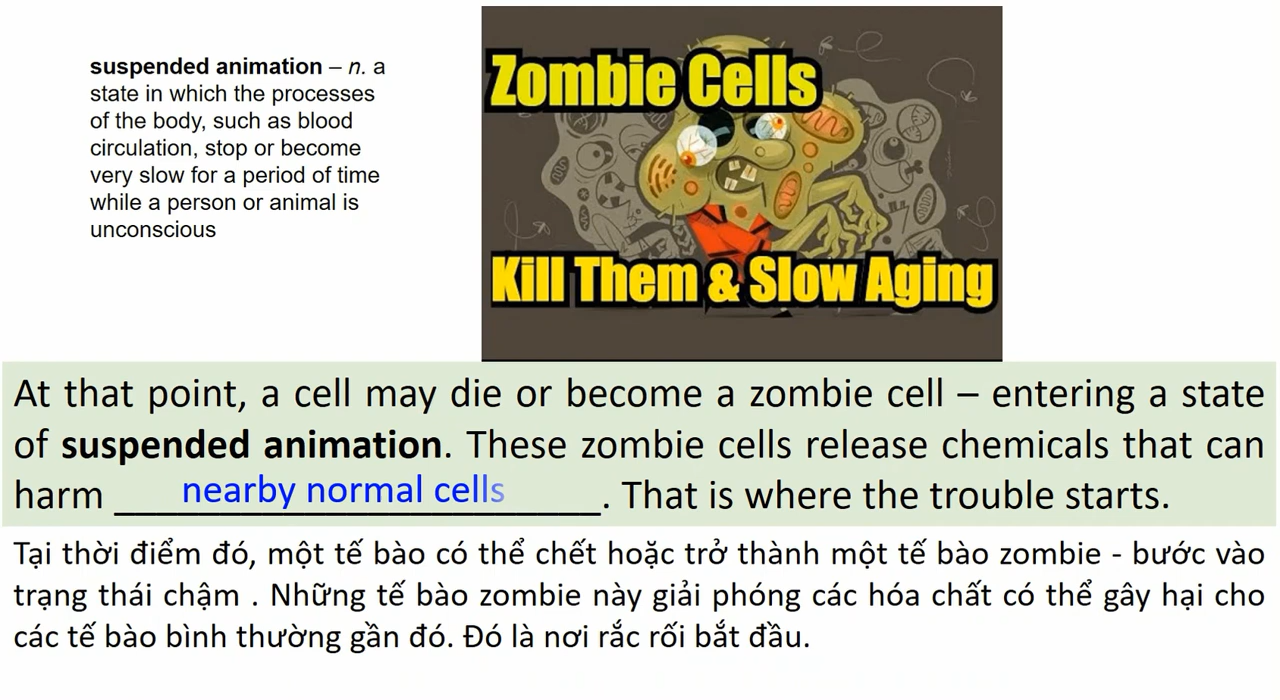 suspended animation – n. a
state in which the processes
of the body, such as blood
circulation, stop or become
very slow for a period of time
while a person or animal is
unconscious
Zombie Cells
Kill Them & Slow Aging
At that point, a cell may die or become a zombie cell – entering a state
of suspended animation. These zombie cells release chemicals that can
harm nearby normal cells. That is where the trouble starts.
Tại thời điểm đó, một tế bào có thể chết hoặc trở thành một tế bào zombie - bước vào
trạng thái chậm . Những tế bào zombie này giải phóng các hóa chất có thể gây hại cho
các tế bào bình thường gần đó. Đó là nơi rắc rối bắt đầu.